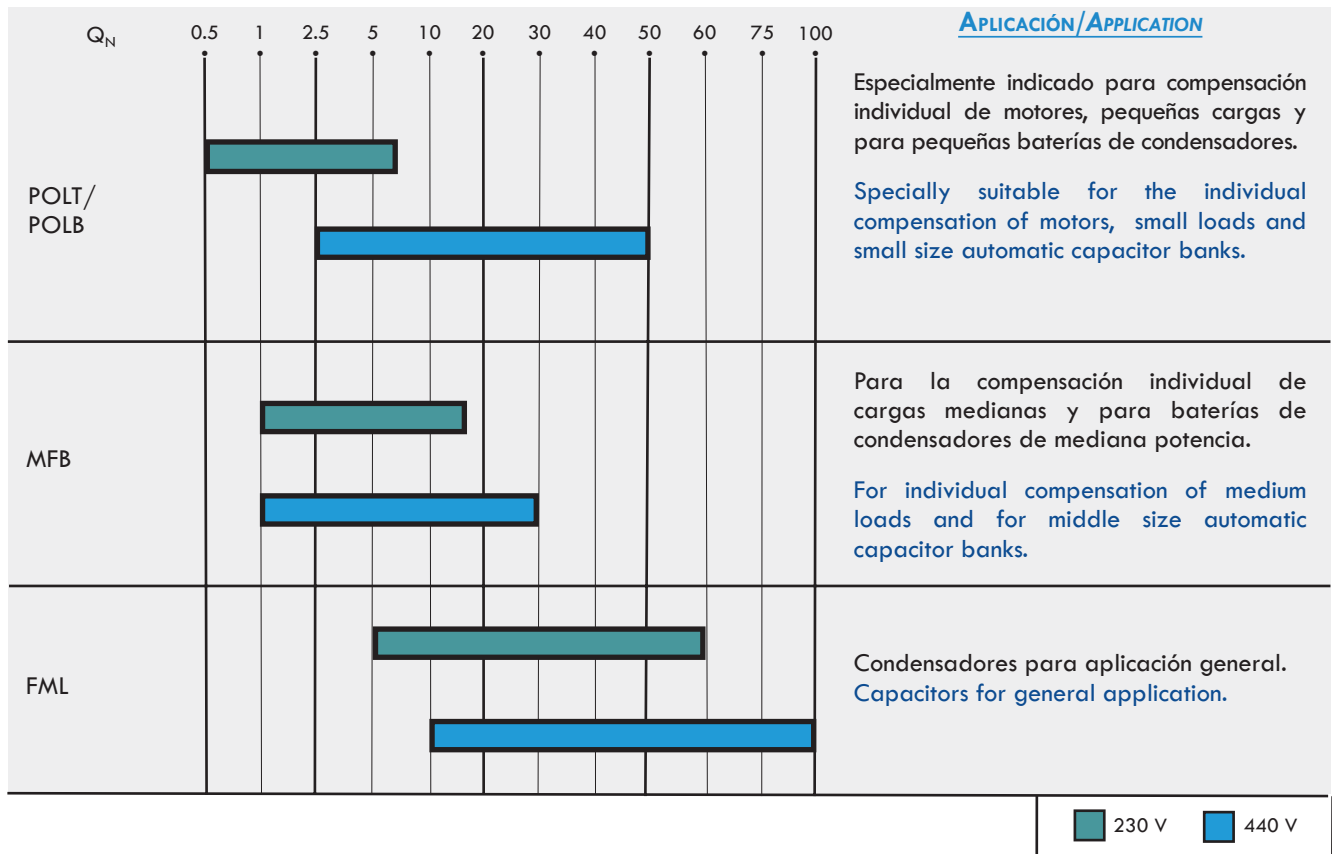 Q_N 0.5 1 2.5 5 10 20 30 40 50 60 75 100
APLICACIÓN/APPLICATION
POLT/
POLB
Especialmente indicado para compensación
individual de motores, pequeñas cargas y
para pequeñas baterías de condensadores.
Specially suitable for the individual
compensation of motors, small loads and
small size automatic capacitor banks.
MFB
Para la compensación individual de
cargas medianas y para baterías de
condensadores de mediana potencia.
For individual compensation of medium
loads and for middle size automatic
capacitor banks.
FML
Condensadores para aplicación general.
Capacitors for general application.
230 V 440 V